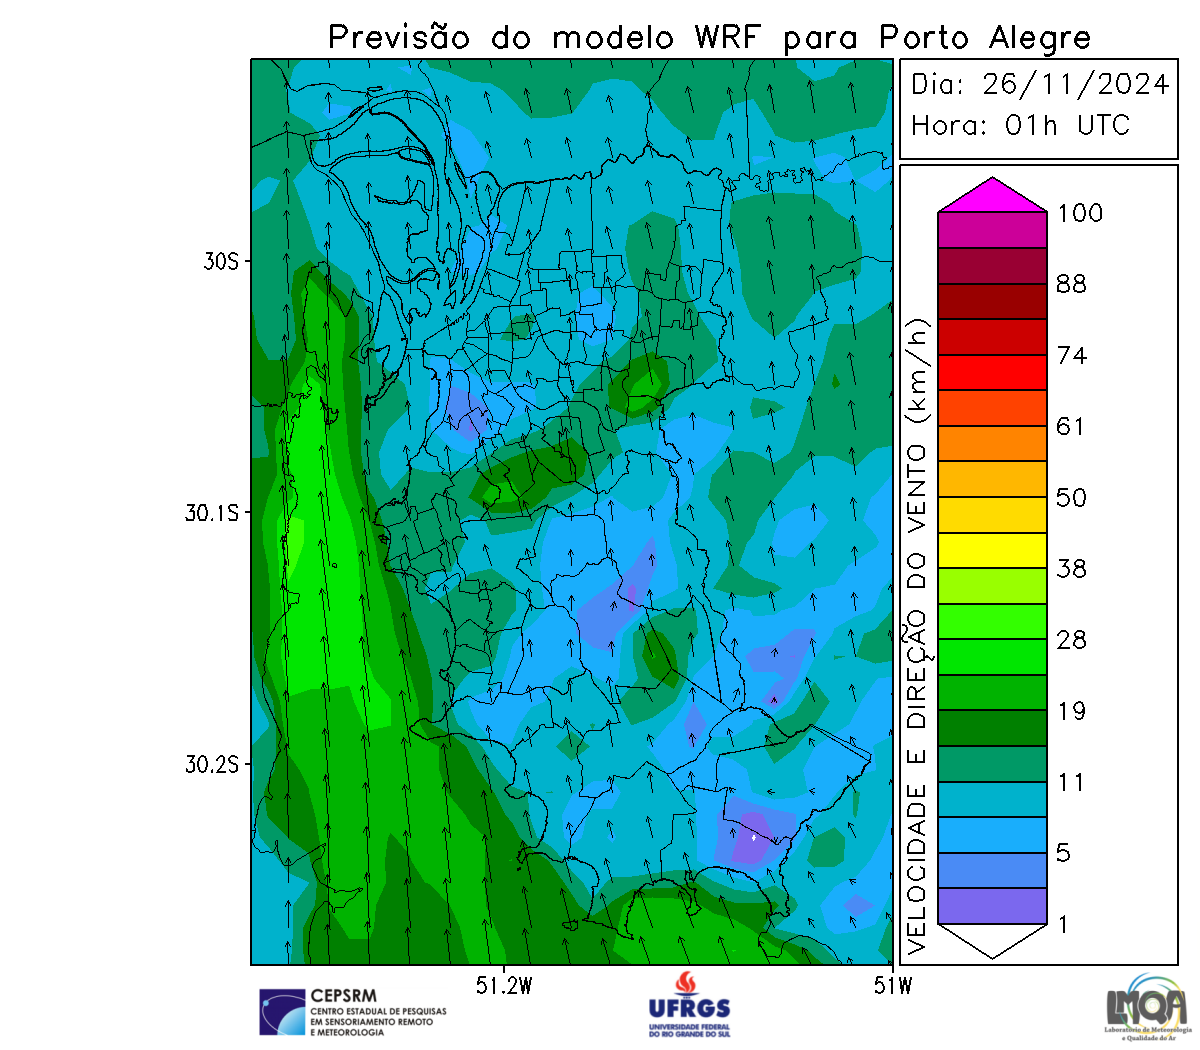 Previsão do modelo WRF para Porto Alegre
Dia: 26/11/2024
Hora: 01h UTC
100
88
74
61
50
38
28
19
11
5
1
VELOCIDADE E DIREÇÃO DO VENTO (km/h)
30S
30.1S
30.2S
51.2W
51W
CEPSRM
CENTRO ESTADUAL DE PESQUISAS
EM SENSORIAMENTO REMOTO
E METEOROLOGIA
UFRGS
UNIVERSIDADE FEDERAL
DO RIO GRANDE DO SUL
LMQA
Laboratório de Meteorologia
e Qualidade do Ar